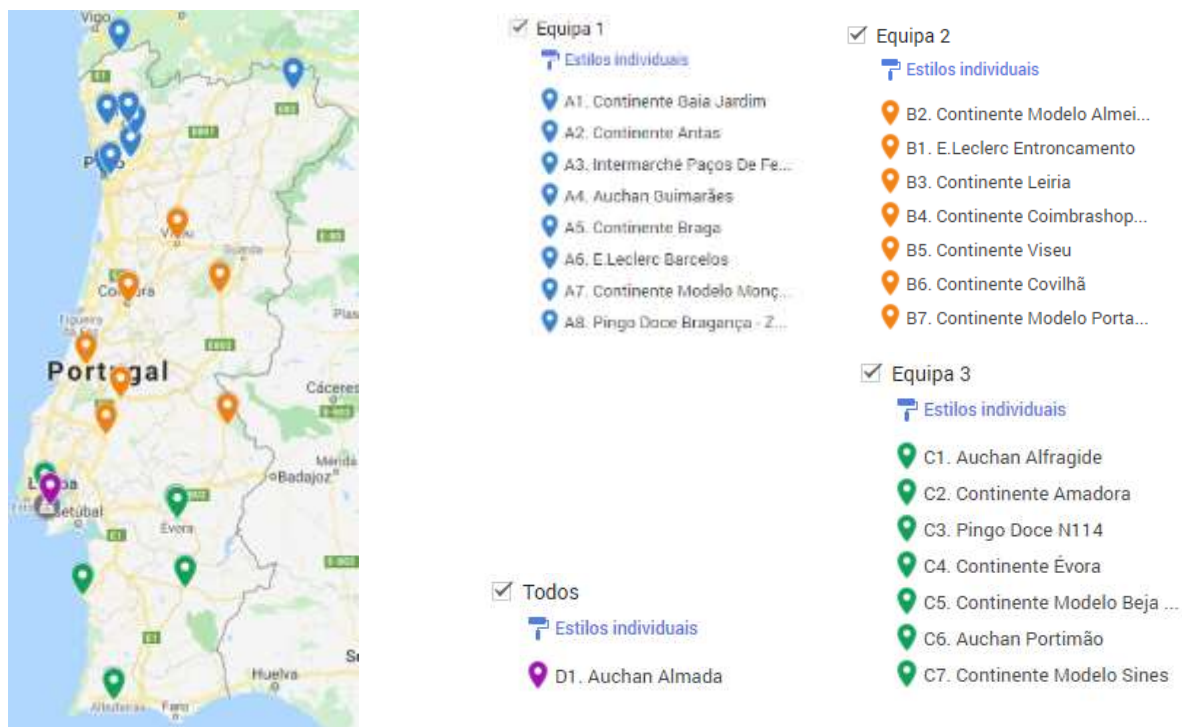 Vigo
Viseu
Guarda
Coimbra
Figueira
da Foz
Plas
Portugal
Cáceres
Mérida
Badajoz
Lisboa
Setúbal
Évora
Huelva
Albufeira
Faro
Equipa 1
Estilos individuais
A1. Continente Gaia Jardim
A2. Continente Antas
A3. Intermarché Paços De Fe...
A4. Auchan Guimarães
A5. Continente Braga
A6. E.Leclerc Barcelos
A7. Continente Modelo Monç...
A8. Pingo Doce Bragança - Z...
Equipa 2
Estilos individuais
B2. Continente Modelo Almei...
B1. E.Leclerc Entroncamento
B3. Continente Leiria
B4. Continente Coimbrashop...
B5. Continente Viseu
B6. Continente Covilhã
B7. Continente Modelo Porta...
Equipa 3
Estilos individuais
C1. Auchan Alfragide
C2. Continente Amadora
C3. Pingo Doce N114
C4. Continente Évora
C5. Continente Modelo Beja ...
C6. Auchan Portimão
C7. Continente Modelo Sines
Todos
Estilos individuais
D1. Auchan Almada